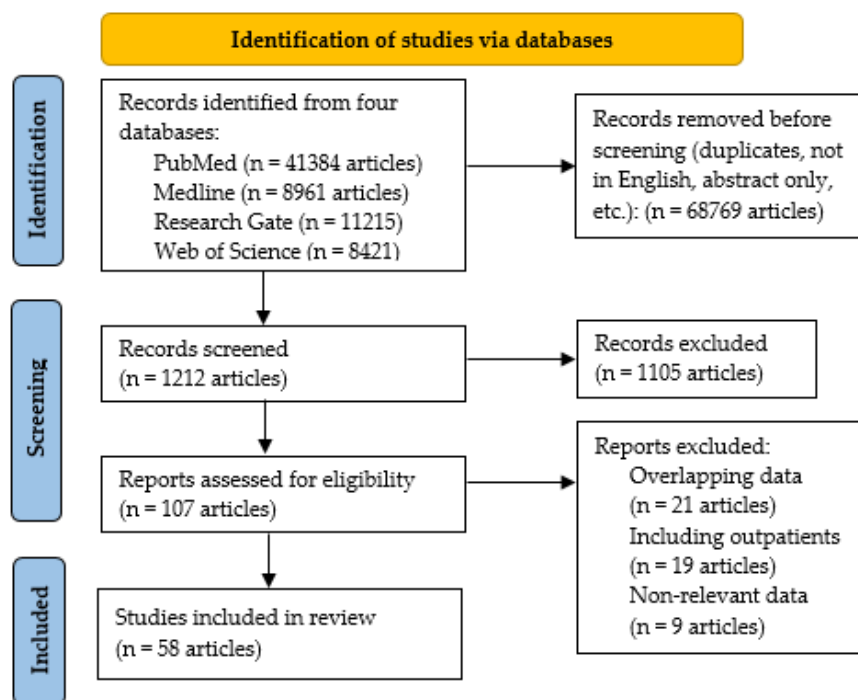 Identification of studies via databases
Identification
Records identified from four
databases:
PubMed (n = 41384 articles)
Medline (n = 8961 articles)
Research Gate (n = 11215)
Web of Science (n = 8421)
Records removed before
screening (duplicates, not
in English, abstract only,
etc.): (n = 68769 articles)
Screening
Records screened
(n = 1212 articles)
Records excluded
(n = 1105 articles)
Reports assessed for eligibility
(n = 107 articles)
Reports excluded:
Overlapping data
(n = 21 articles)
Including outpatients
(n = 19 articles)
Non-relevant data
(n = 9 articles)
Included
Studies included in review
(n = 58 articles)